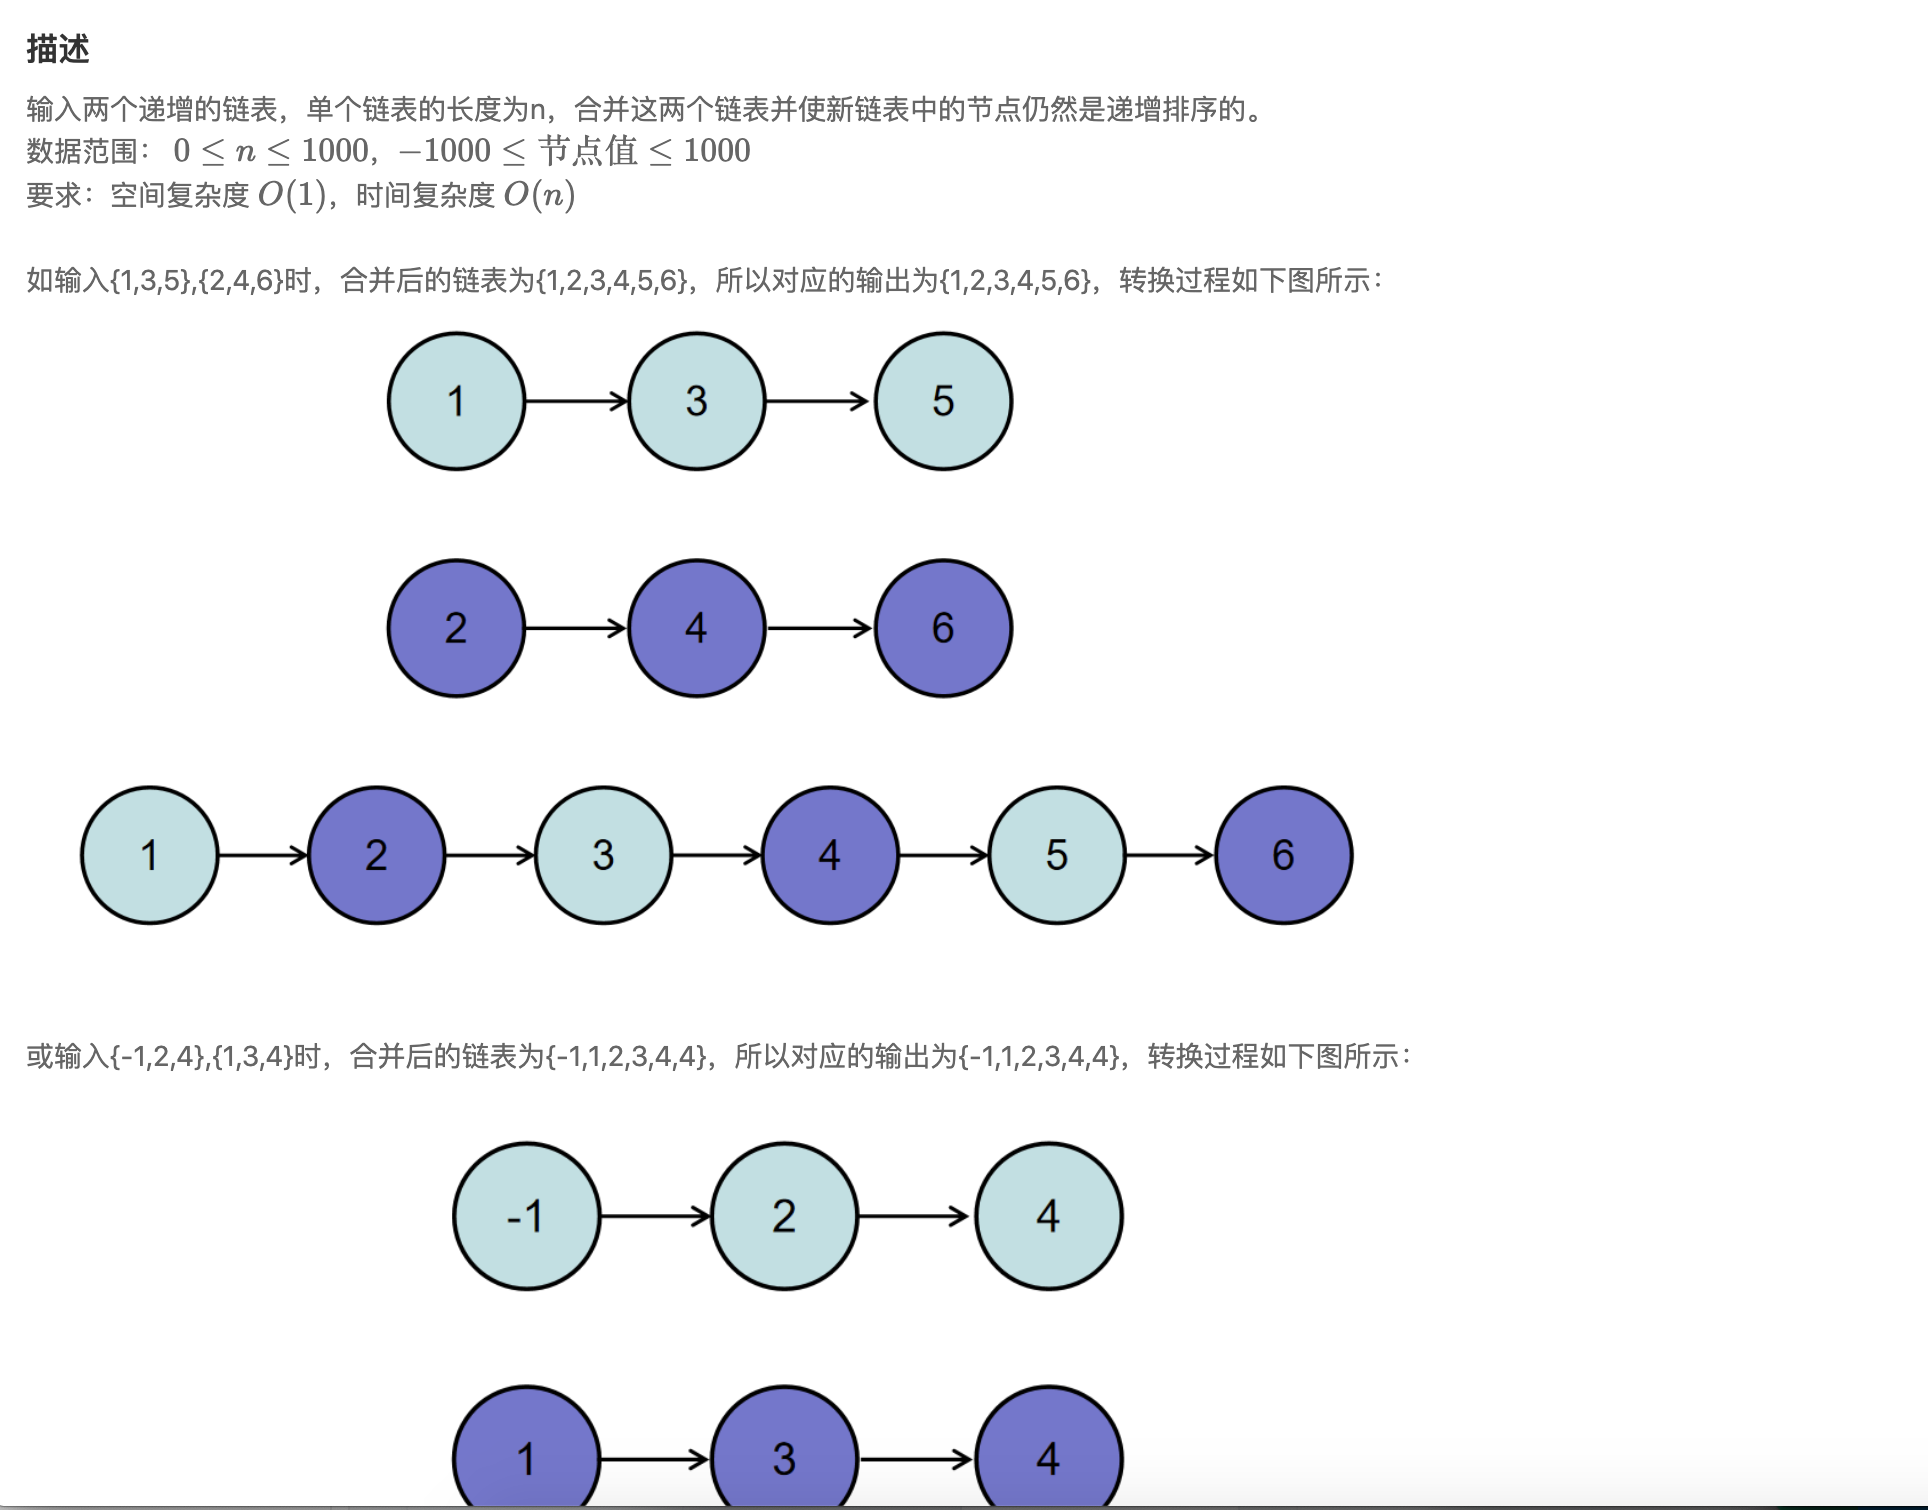 描述
输入两个递增的链表，单个链表的长度为n，合并这两个链表并使新链表中的节点仍然是递增排序的。
数据范围： 0 ≤ n ≤ 1000，−1000 ≤ 节点值 ≤ 1000
要求：空间复杂度 O(1)，时间复杂度 O(n)
如输入{1,3,5},{2,4,6}时，合并后的链表为{1,2,3,4,5,6}，所以对应的输出为{1,2,3,4,5,6}，转换过程如下图所示：
1 3 5
2 4 6
1 2 3 4 5 6
或输入{-1,2,4},{1,3,4}时，合并后的链表为{-1,1,2,3,4,4}，所以对应的输出为{-1,1,2,3,4,4}，转换过程如下图所示：
-1 2 4
1 3 4